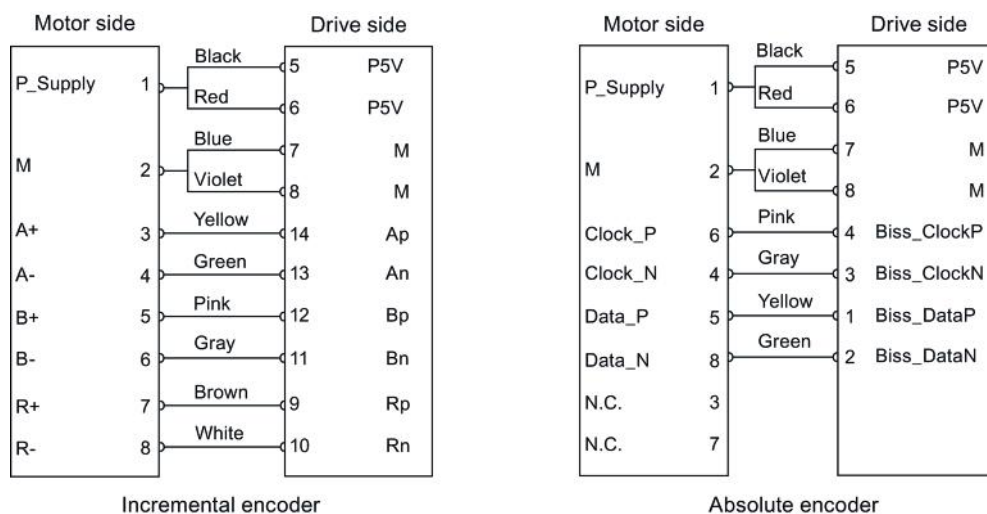 Motor side Drive side
Black
P_Supply 1 5 P5V
Red
6 P5V
Blue
7 M
M 2
Violet
8 M
Yellow
A+ 3 14 Ap
Green
A- 4 13 An
Pink
B+ 5 12 Bp
Gray
B- 6 11 Bn
Brown
R+ 7 9 Rp
White
R- 8 10 Rn
Incremental encoder
Motor side Drive side
Black
5 P5V
P_Supply 1
Red
6 P5V
Blue
7 M
M 2
Violet
8 M
Pink
Clock_P 6 4 Biss_ClockP
Gray
Clock_N 4 3 Biss_ClockN
Yellow
Data_P 5 1 Biss_DataP
Green
Data_N 8 2 Biss_DataN
N.C. 3
N.C. 7
Absolute encoder